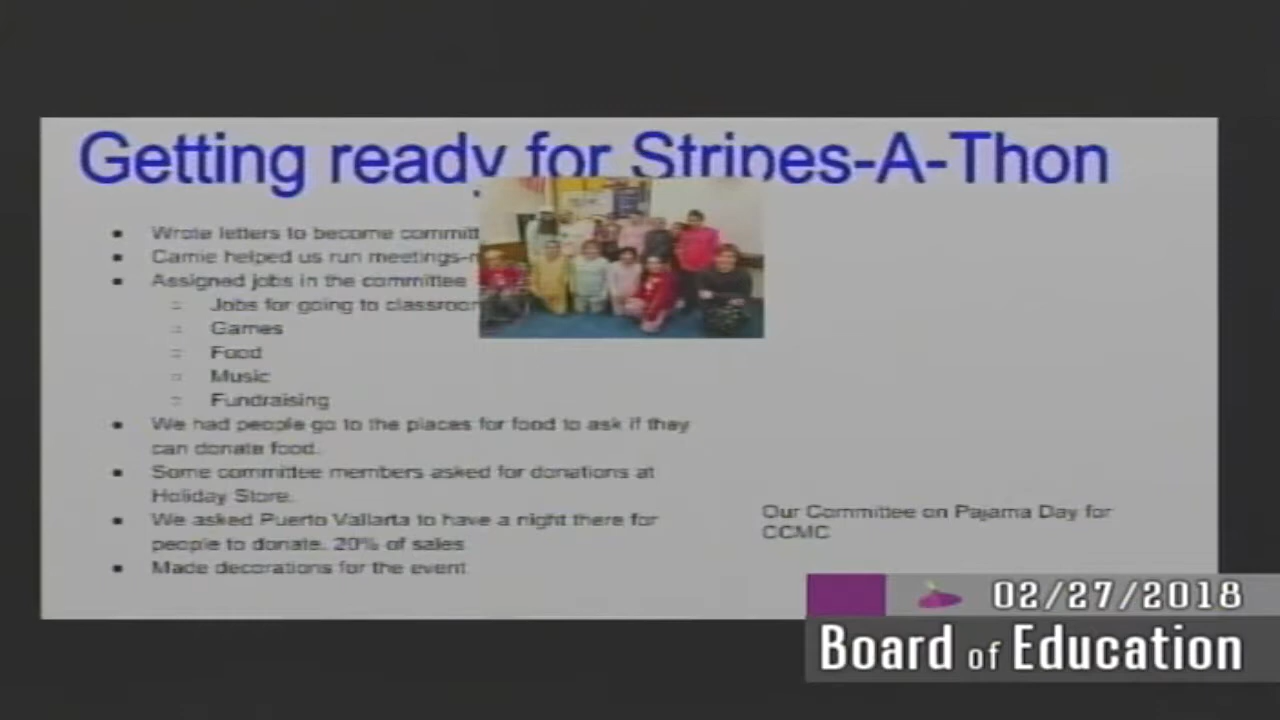 Getting ready for Stripes-A-Thon
Wrote letters to become committ
Carrie helped us run meetings-
Assigned jobs in the committee
Jobs for going to classroo
Games
Food
Music
Fundraising
We had people go to the places for food to ask if they
can donate food.
Some committee members asked for donations at
Holiday Store.
We asked Puerto Vallarta to have a night there for
people to donate. 20% of sales
Made decorations for the event
Our Committee on Pajama Day for
CCMC
02/27/2018
Board of Education